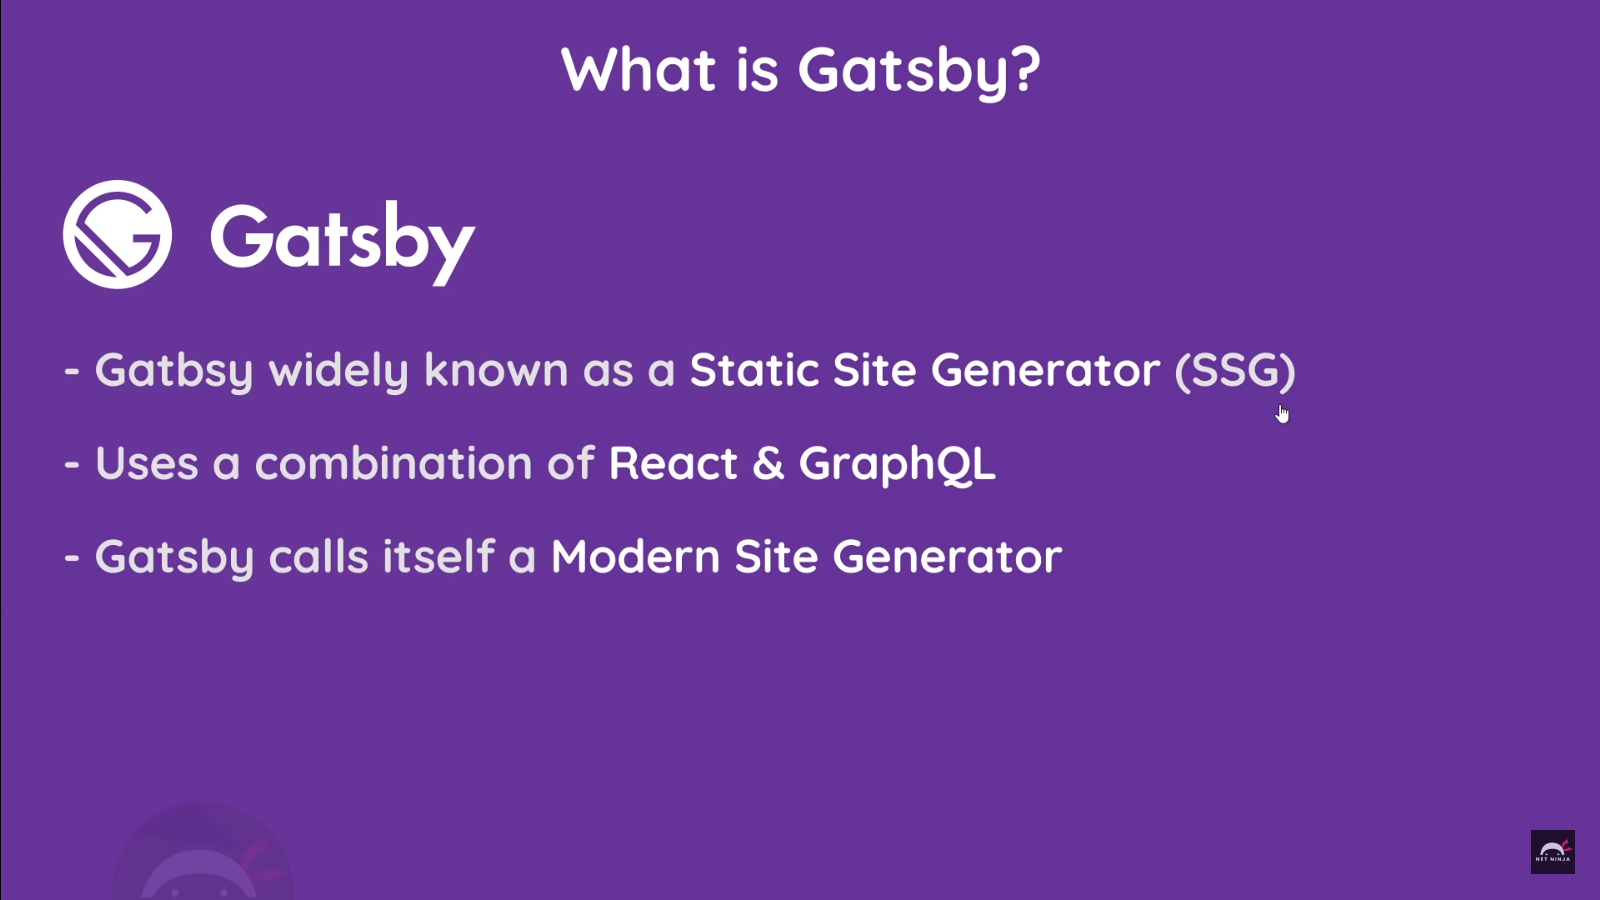 What is Gatsby?
Gatsby
- Gatbsy widely known as a Static Site Generator (SSG)
- Uses a combination of React & GraphQL
- Gatsby calls itself a Modern Site Generator
NET NINJA